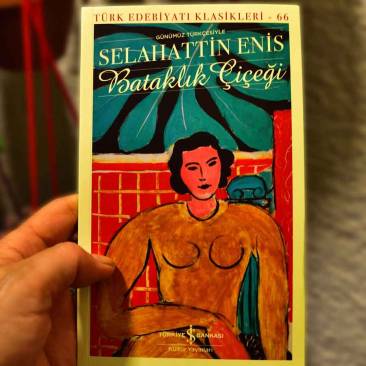 TÜRK EDEBİYATI KLASİKLERİ - 66
GÜNÜMÜZ TÜRKÇESİYLE
SELAHATTİN ENİS
Bataklık Çiçeği
TÜRKİYE İŞ BANKASI
Kültür Yayınları